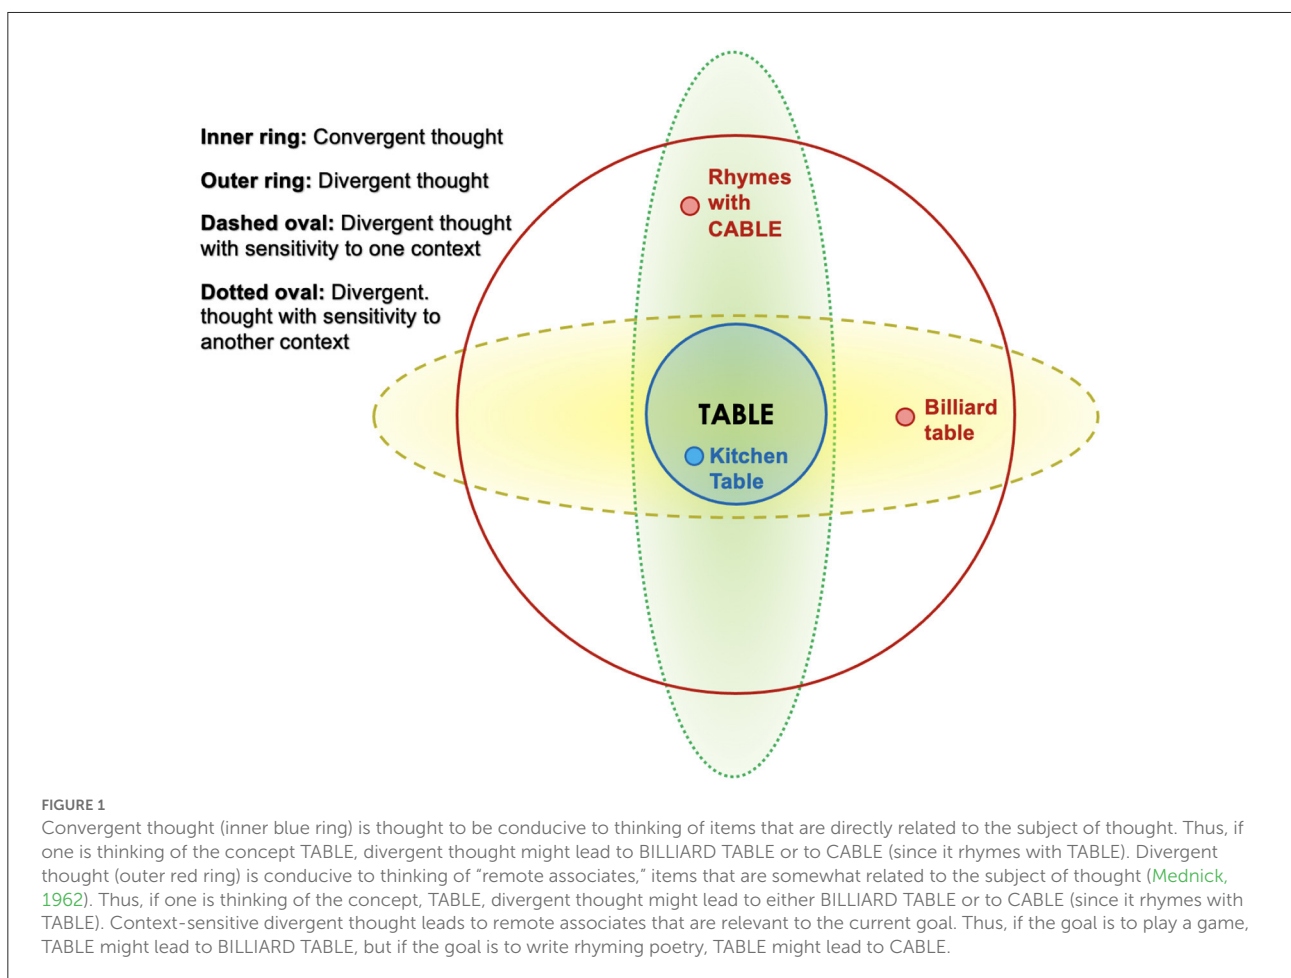 Inner ring: Convergent thought
Outer ring: Divergent thought
Dashed oval: Divergent thought
with sensitivity to one context
Dotted oval: Divergent.
thought with sensitivity to
another context
Rhymes
with
CABLE
TABLE
Kitchen
Table
Billiard
table
FIGURE 1
Convergent thought (inner blue ring) is thought to be conducive to thinking of items that are directly related to the subject of thought. Thus, if
one is thinking of the concept TABLE, divergent thought might lead to BILLIARD TABLE or to CABLE (since it rhymes with TABLE). Divergent
thought (outer red ring) is conducive to thinking of “remote associates,” items that are somewhat related to the subject of thought (Mednick,
1962). Thus, if one is thinking of the concept, TABLE, divergent thought might lead to either BILLIARD TABLE or to CABLE (since it rhymes with
TABLE). Context-sensitive divergent thought leads to remote associates that are relevant to the current goal. Thus, if the goal is to play a game,
TABLE might lead to BILLIARD TABLE, but if the goal is to write rhyming poetry, TABLE might lead to CABLE.